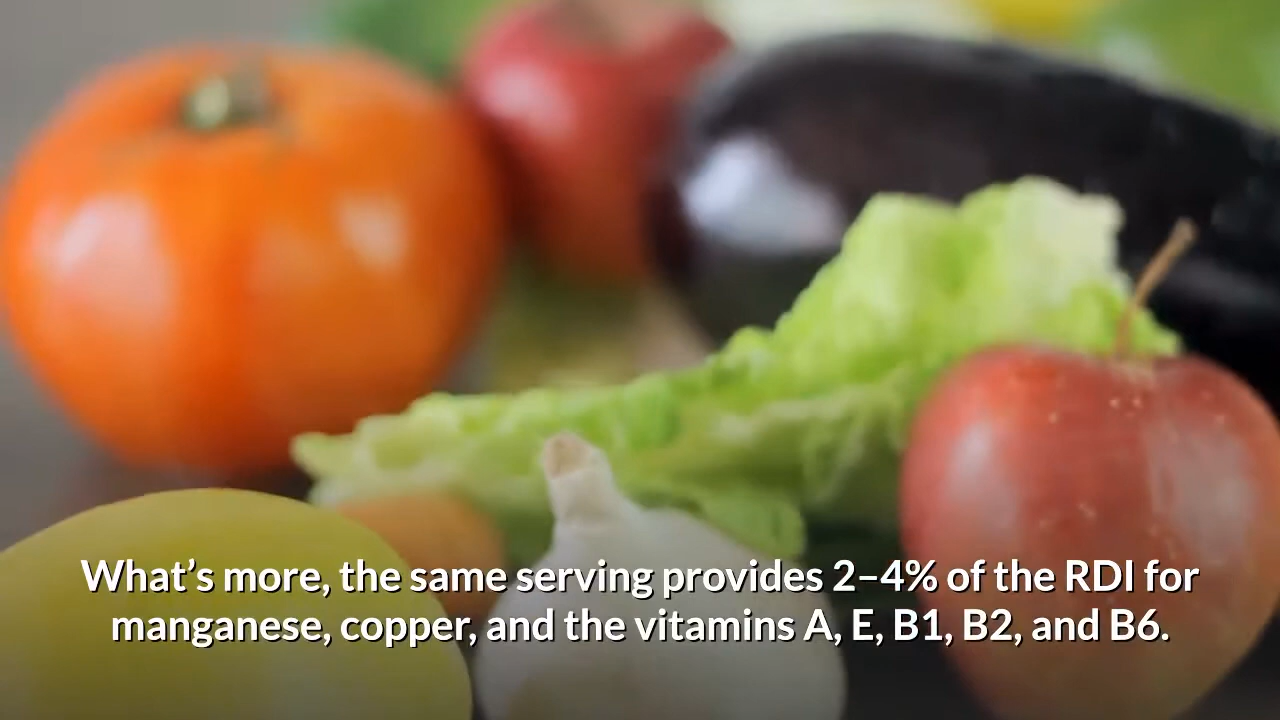 What’s more, the same serving provides 2–4% of the RDI for
manganese, copper, and the vitamins A, E, B1, B2, and B6.